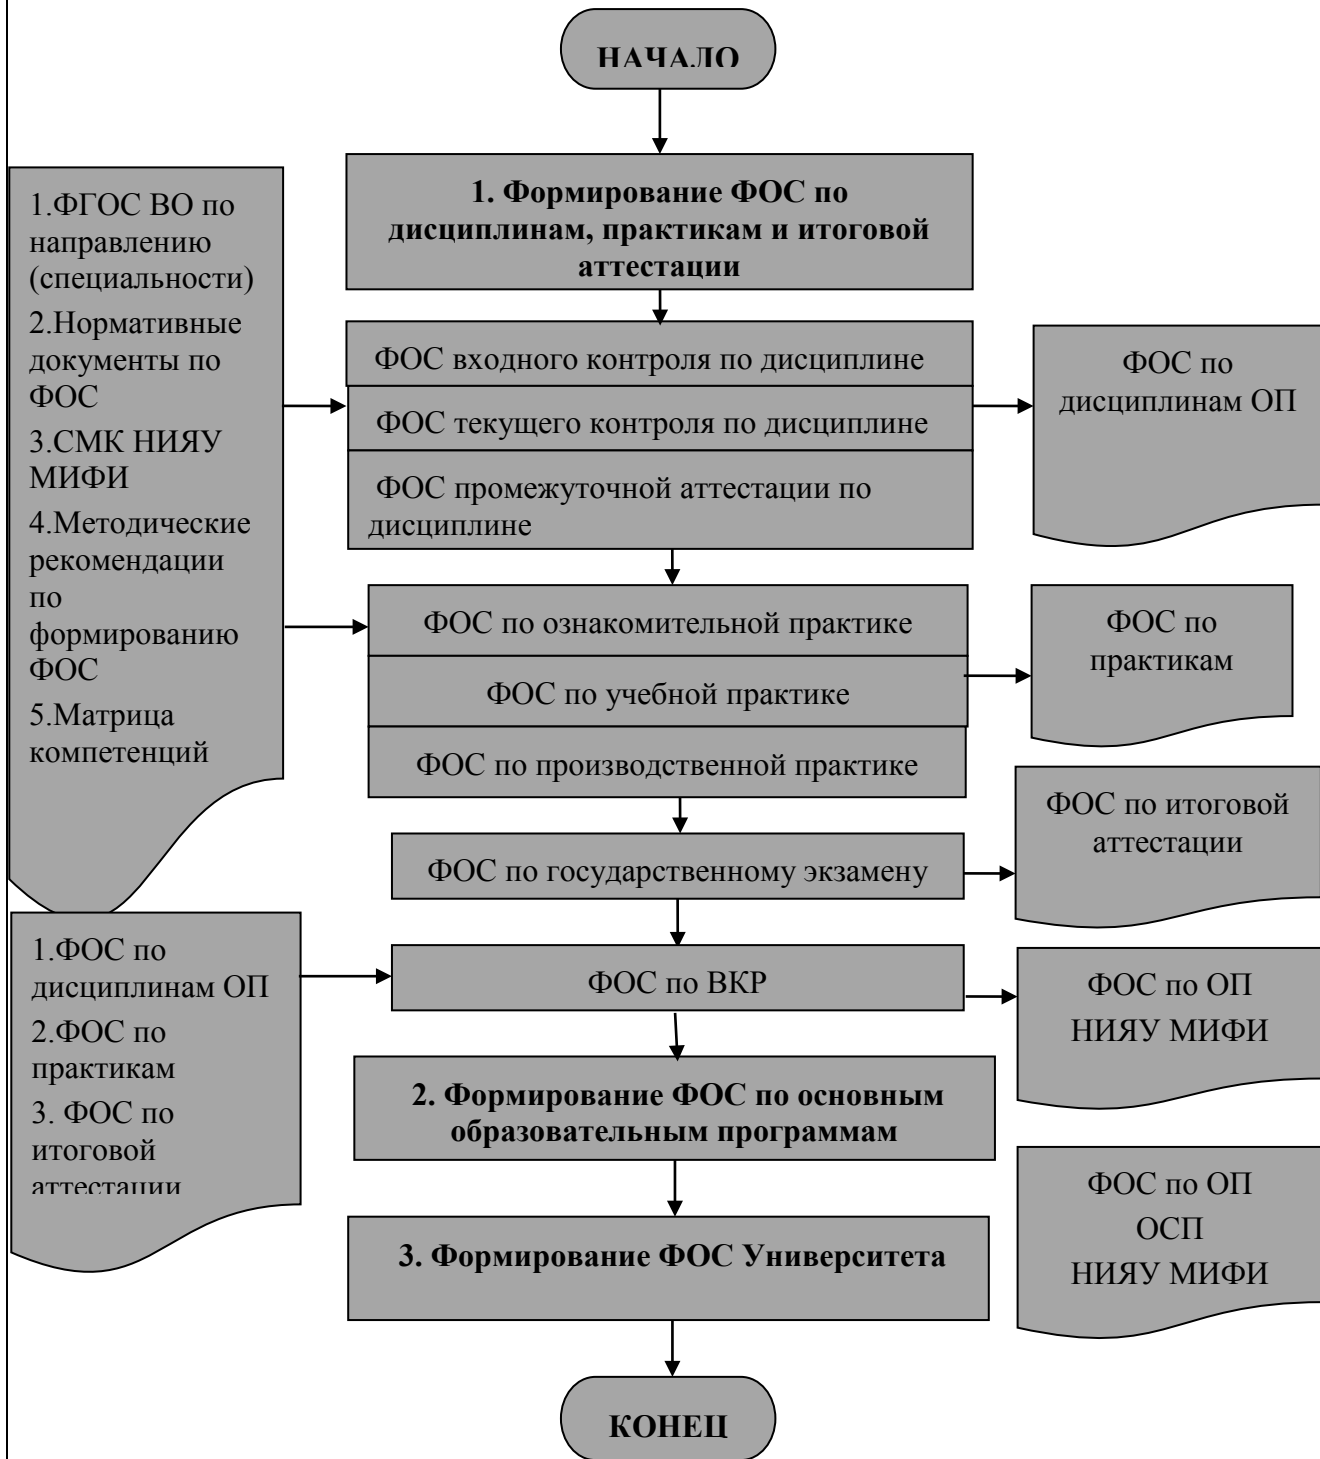 НАЧАЛО
1. Формирование ФОС по
дисциплинам, практикам и итоговой
аттестации
1.ФГОС ВО по
направлению
(специальности)
2.Нормативные
документы по
ФОС
3.СМК НИЯУ
МИФИ
4.Методические
рекомендации
по
формированию
ФОС
5.Матрица
компетенций
ФОС входного контроля по дисциплине
ФОС текущего контроля по дисциплине
ФОС промежуточной аттестации по
дисциплине
ФОС по
дисциплинам ОП
ФОС по ознакомительной практике
ФОС по учебной практике
ФОС по производственной практике
ФОС по
практикам
ФОС по государственному экзамену
ФОС по итоговой
аттестации
1.ФОС по
дисциплинам ОП
2.ФОС по
практикам
3. ФОС по
итоговой
аттестации
ФОС по ВКР
ФОС по ОП
НИЯУ МИФИ
2. Формирование ФОС по основным
образовательным программам
3. Формирование ФОС Университета
ФОС по ОП
ОСП
НИЯУ МИФИ
КОНЕЦ